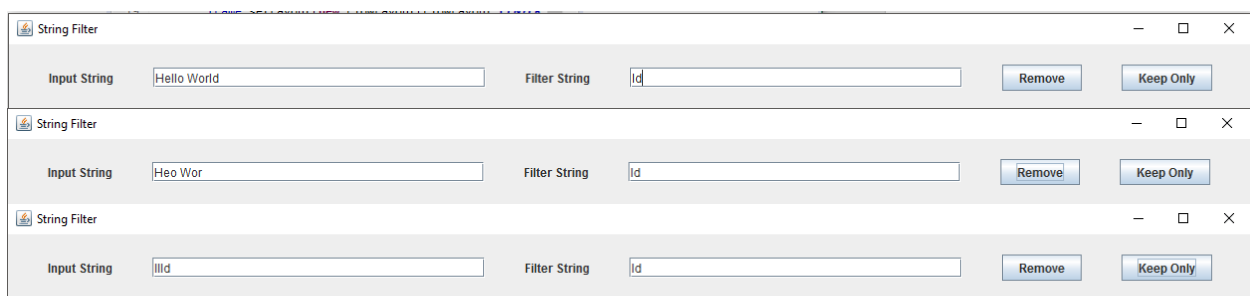 String Filter
Input String Hello World Filter String ld Remove Keep Only
String Filter
Input String Heo Wor Filter String ld Remove Keep Only
String Filter
Input String llld Filter String ld Remove Keep Only